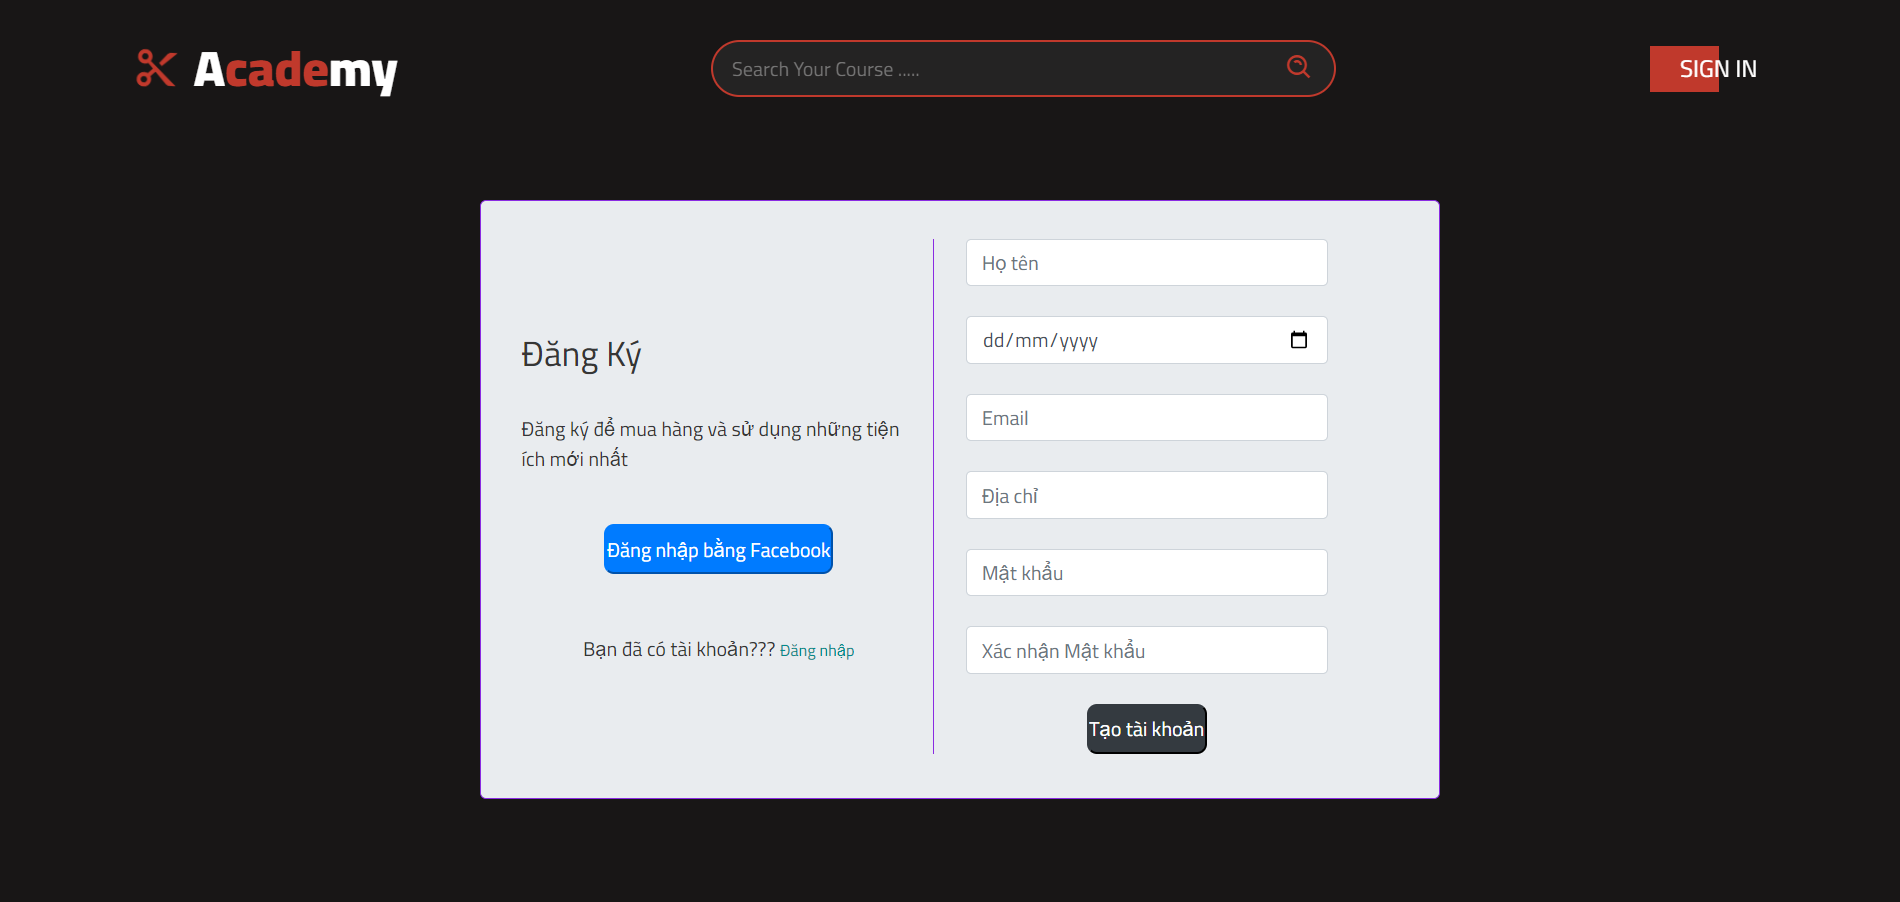 Academy
Search Your Course .....
SIGN IN
Đăng Ký
Đăng ký để mua hàng và sử dụng những tiện
ích mới nhất
Đăng nhập bằng Facebook
Bạn đã có tài khoản??? Đăng nhập
Họ tên
dd/mm/yyyy
Email
Địa chỉ
Mật khẩu
Xác nhận Mật khẩu
Tạo tài khoản